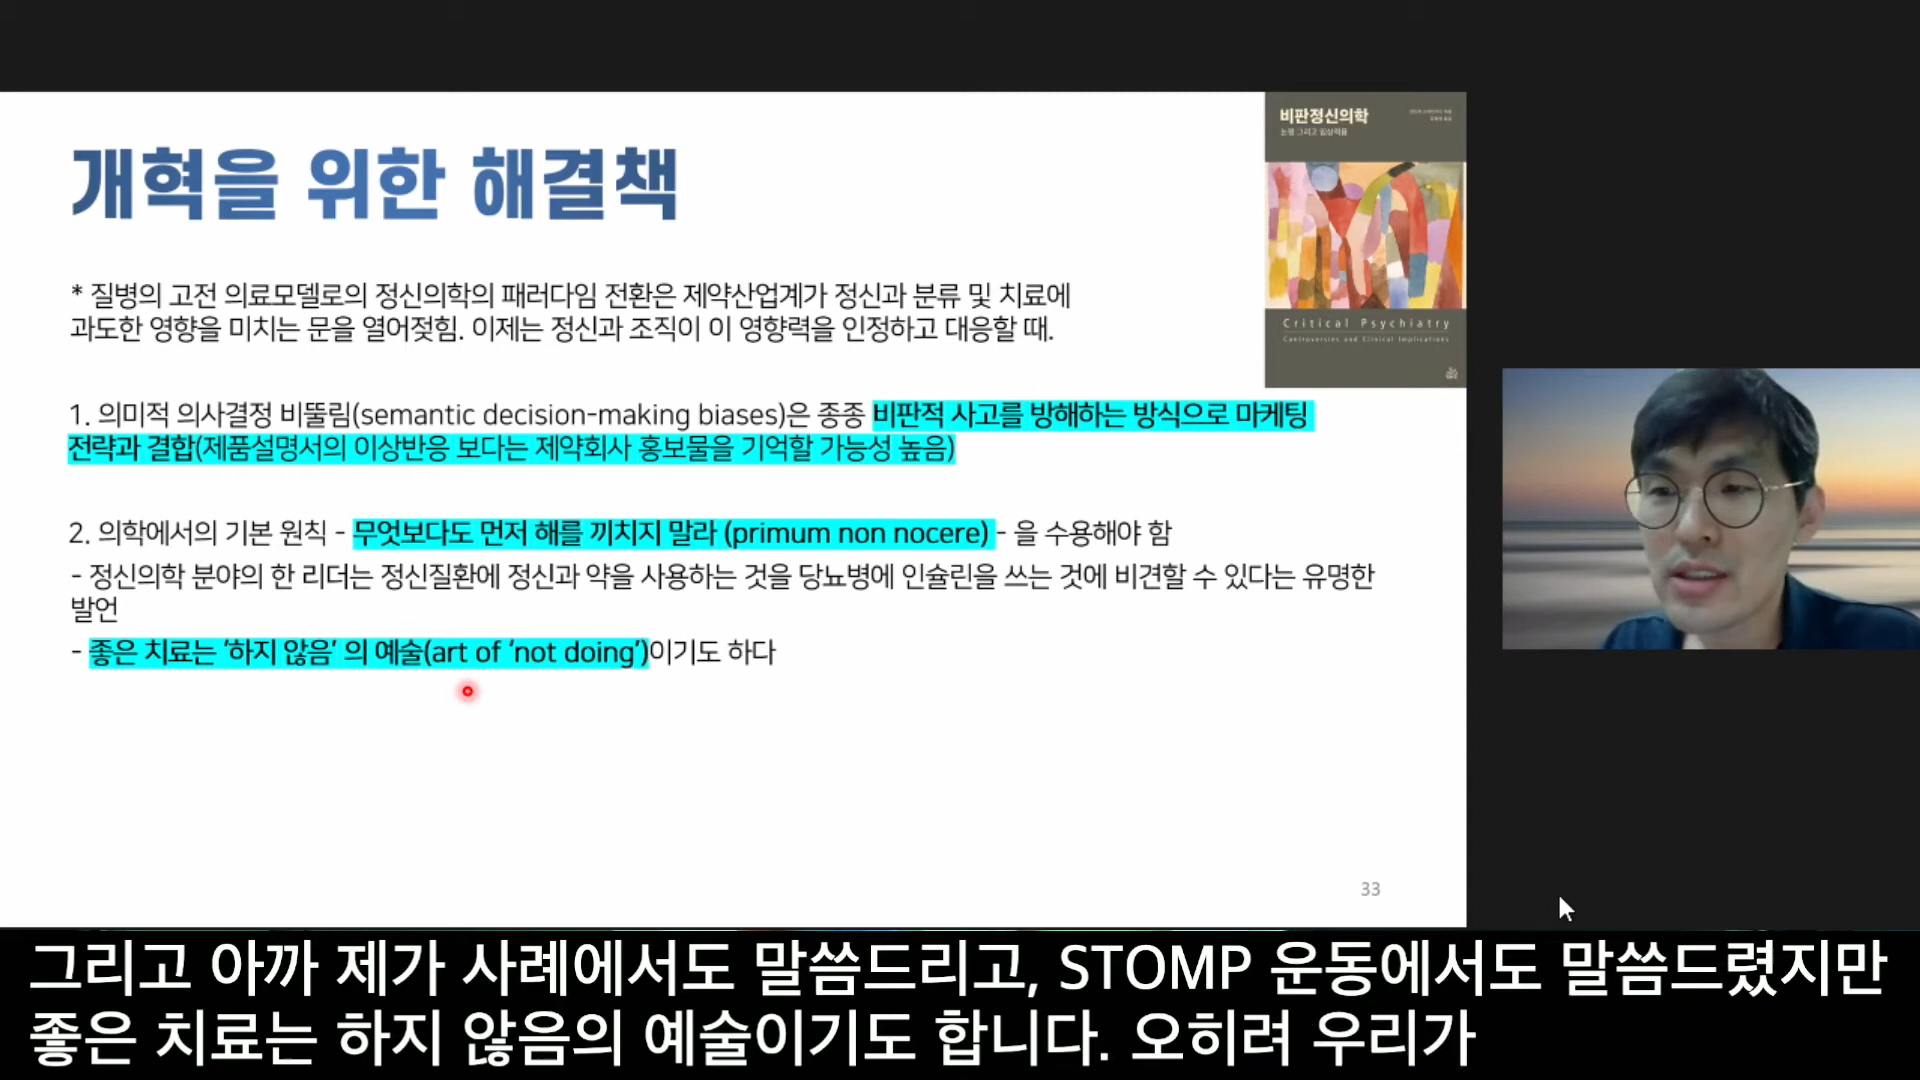 개혁을 위한 해결책
* 질병의 고전 의료모델로의 정신의학의 패러다임 전환은 제약산업계가 정신과 분류 및 치료에
과도한 영향을 미치는 문을 열어젖힘. 이제는 정신과 조직이 이 영향력을 인정하고 대응할 때.
1. 의미적 의사결정 비뚤림(semantic decision-making biases)은 종종 비판적 사고를 방해하는 방식으로 마케팅
전략과 결합(제품설명서의 이상반응 보다는 제약회사 홍보물을 기억할 가능성 높음)
2. 의학에서의 기본 원칙 - 무엇보다도 먼저 해를 끼치지 말라 (primum non nocere) - 을 수용해야 함
- 정신의학 분야의 한 리더는 정신질환에 정신과 약을 사용하는 것을 당뇨병에 인슐린을 쓰는 것에 비견할 수 있다는 유명한
발언
- 좋은 치료는 ‘하지 않음’ 의 예술(art of ‘not doing’)이기도 하다
비판정신의학
논쟁 그리고 임상적용
Critical Psychiatry
Controversies and Clinical Implications
33
그리고 아까 제가 사례에서도 말씀드리고, STOMP 운동에서도 말씀드렸지만
좋은 치료는 하지 않음의 예술이기도 합니다. 오히려 우리가